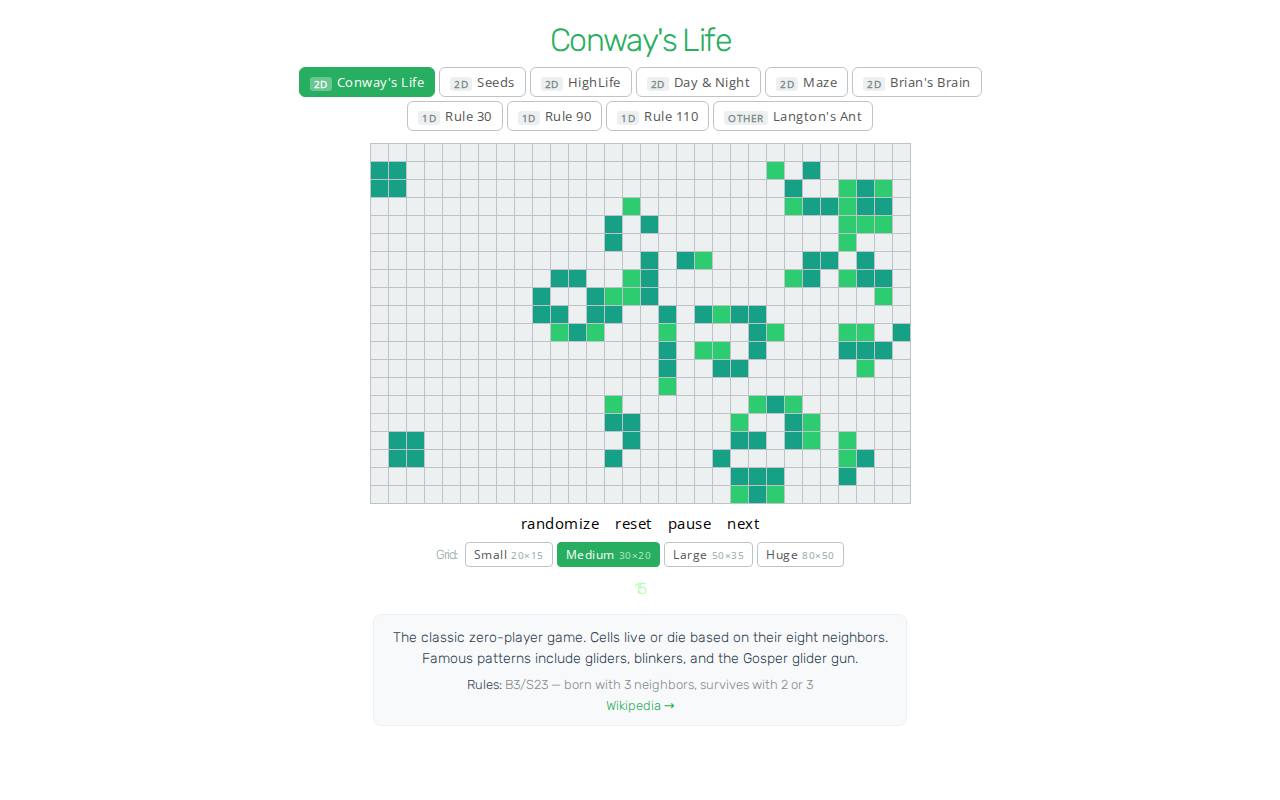 Conway's Life
2D Conway's Life 2D Seeds 2D HighLife 2D Day & Night 2D Maze 2D Brian's Brain
1D Rule 30 1D Rule 90 1D Rule 110 OTHER Langton's Ant
randomize reset pause next
Grid: Small 20×15 Medium 30×20 Large 50×35 Huge 80×50
15
The classic zero-player game. Cells live or die based on their eight neighbors.
Famous patterns include gliders, blinkers, and the Gosper glider gun.
Rules: B3/S23 — born with 3 neighbors, survives with 2 or 3
Wikipedia →